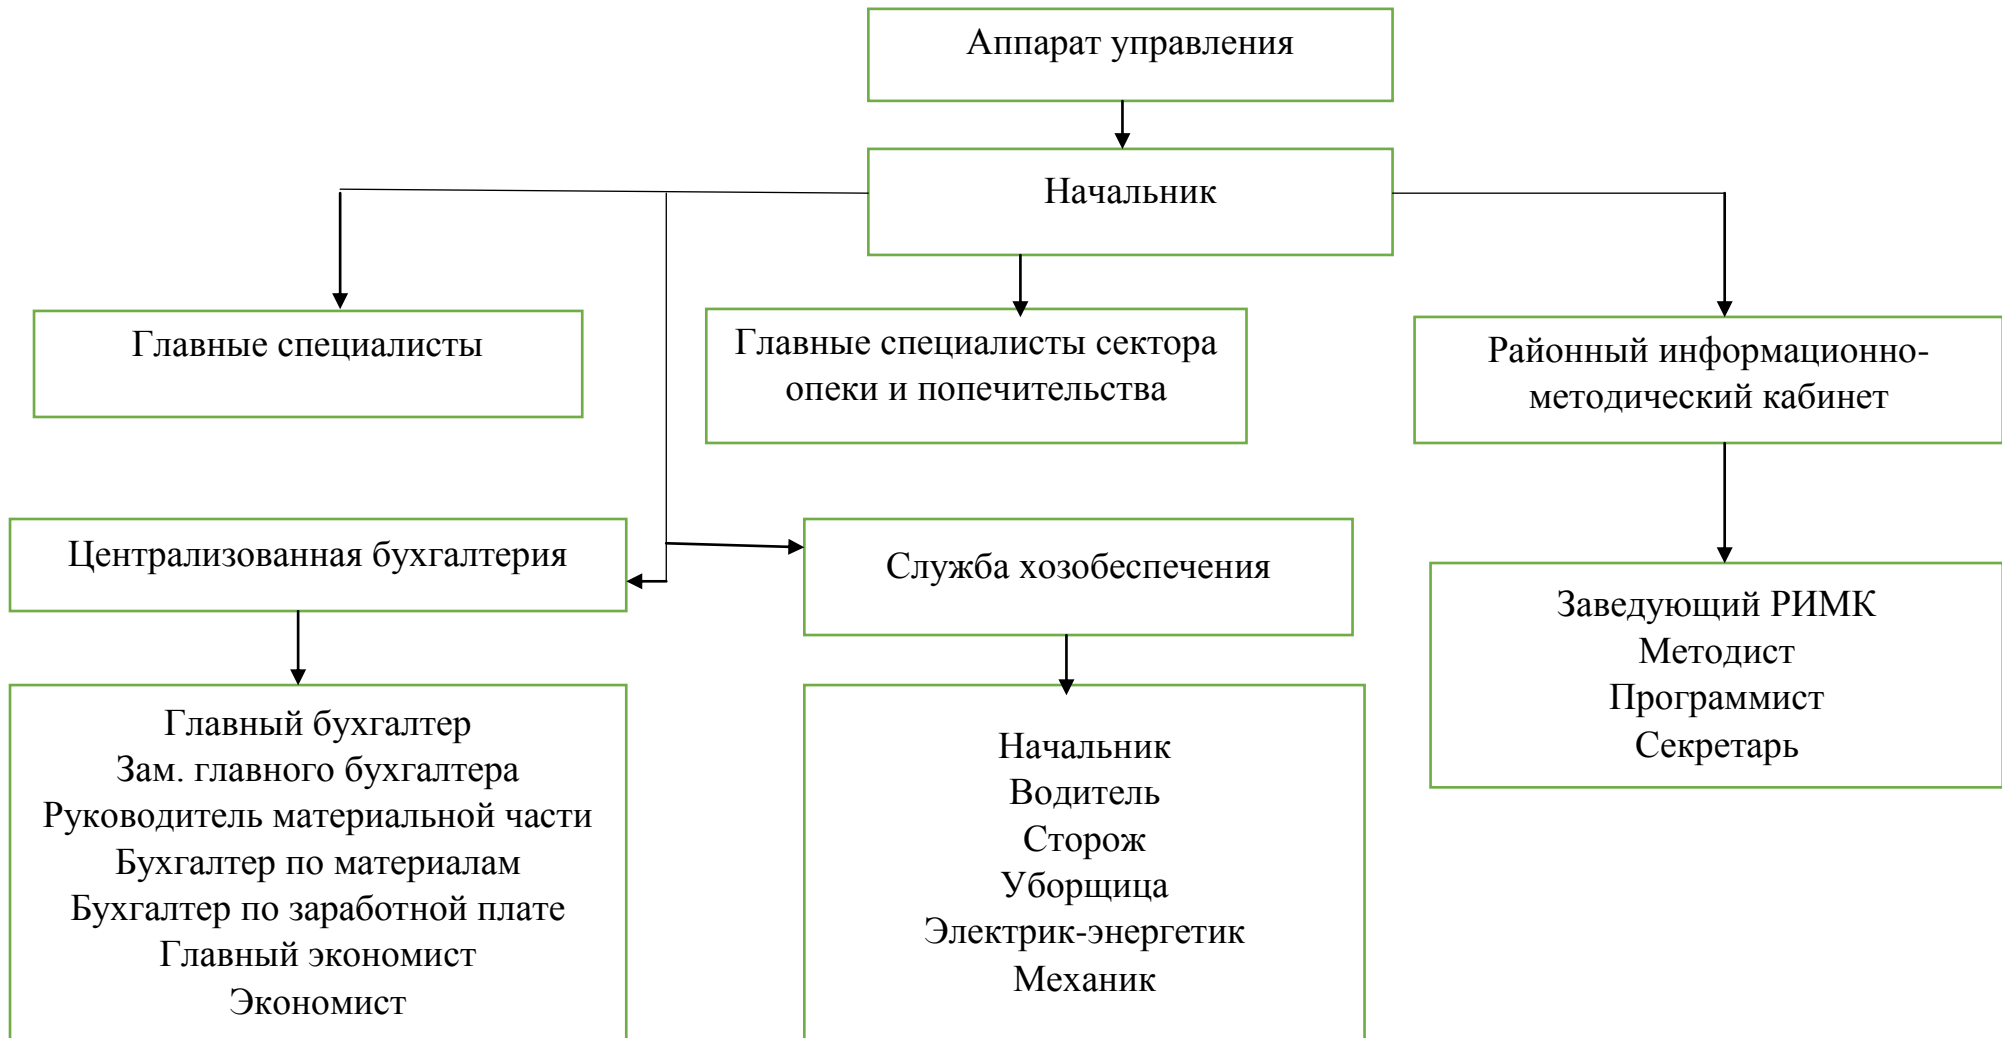 Аппарат управления
Начальник
Главные специалисты
Главные специалисты сектора
опеки и попечительства
Районный информационно-
методический кабинет
Централизованная бухгалтерия
Служба хозобеспечения
Заведующий РИМК
Методист
Программист
Секретарь
Главный бухгалтер
Зам. главного бухгалтера
Руководитель материальной части
Бухгалтер по материалам
Бухгалтер по заработной плате
Главный экономист
Экономист
Начальник
Водитель
Сторож
Уборщица
Электрик-энергетик
Механик